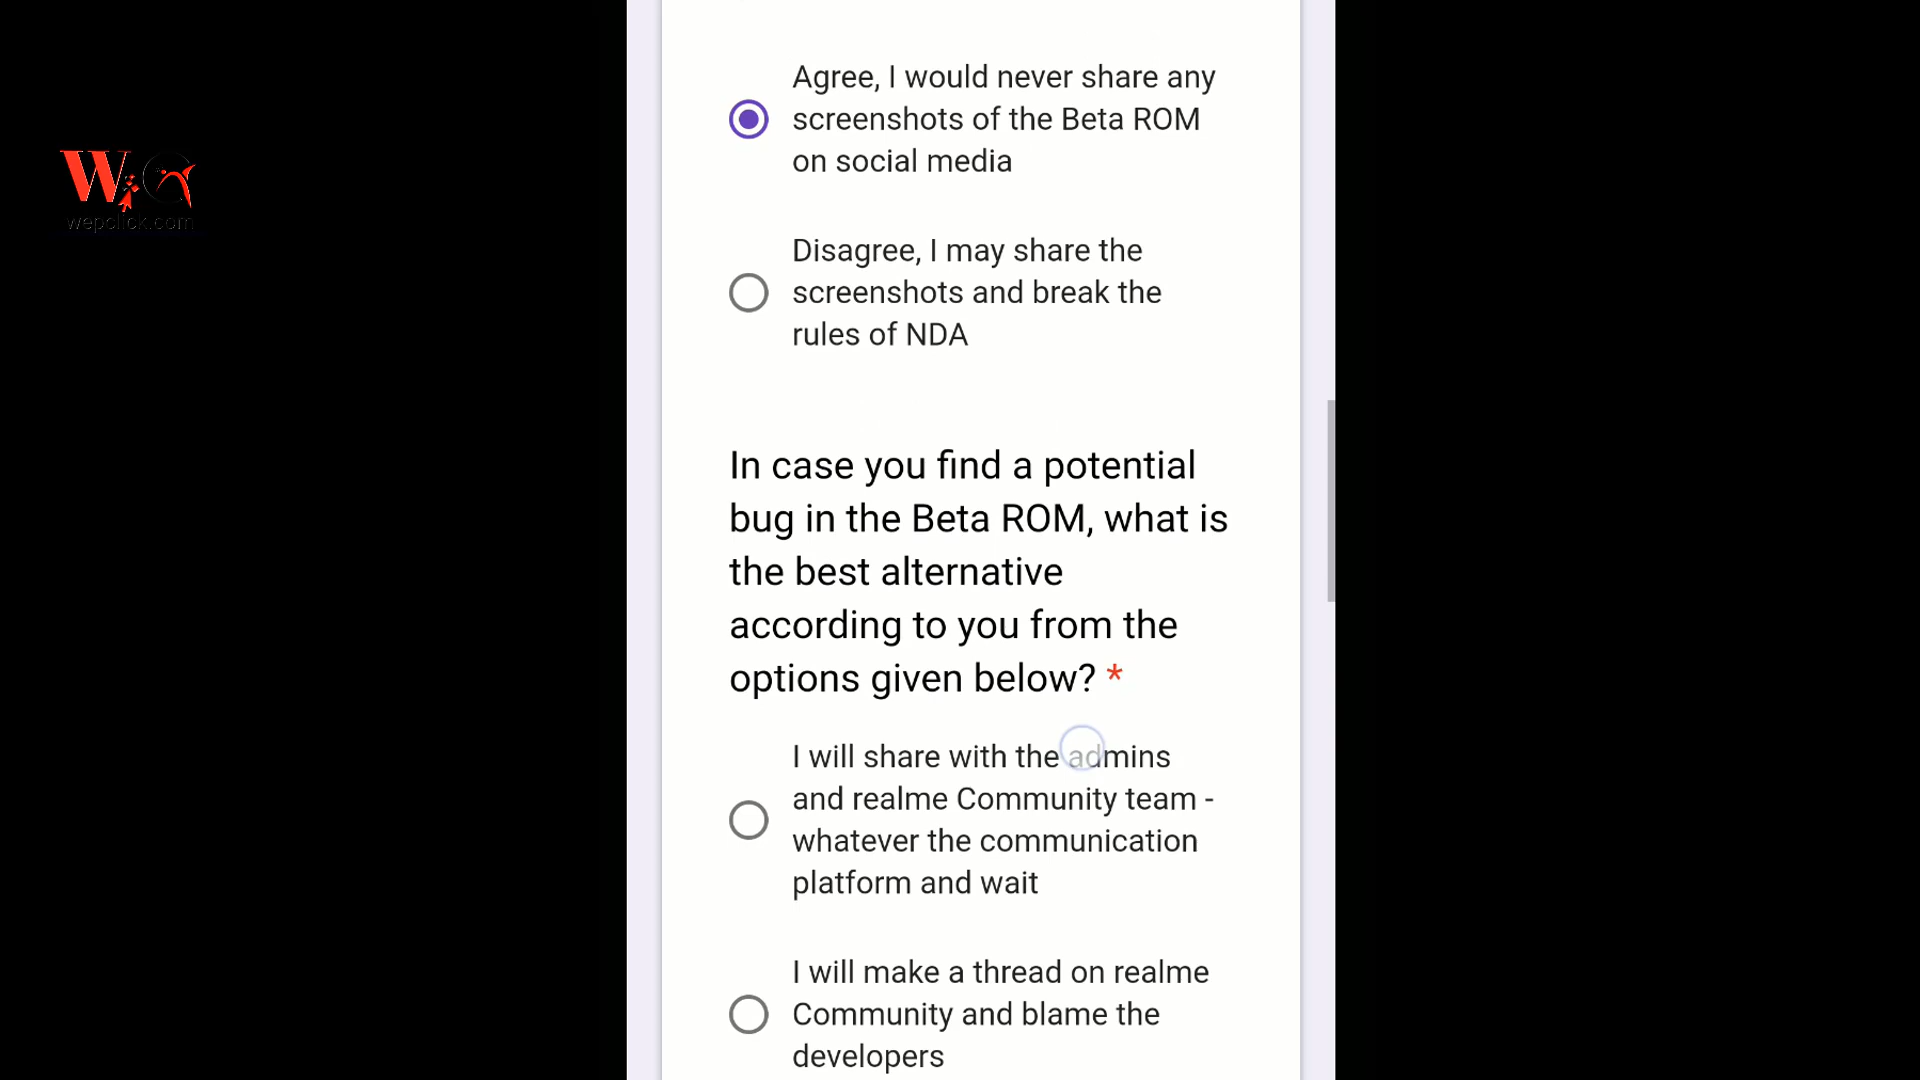 Agree, I would never share any
screenshots of the Beta ROM
on social media
wepclick.com
Disagree, I may share the
screenshots and break the
rules of NDA
In case you find a potential
bug in the Beta ROM, what is
the best alternative
according to you from the
options given below? *
I will share with the admins
and realme Community team -
whatever the communication
platform and wait
I will make a thread on realme
Community and blame the
developers